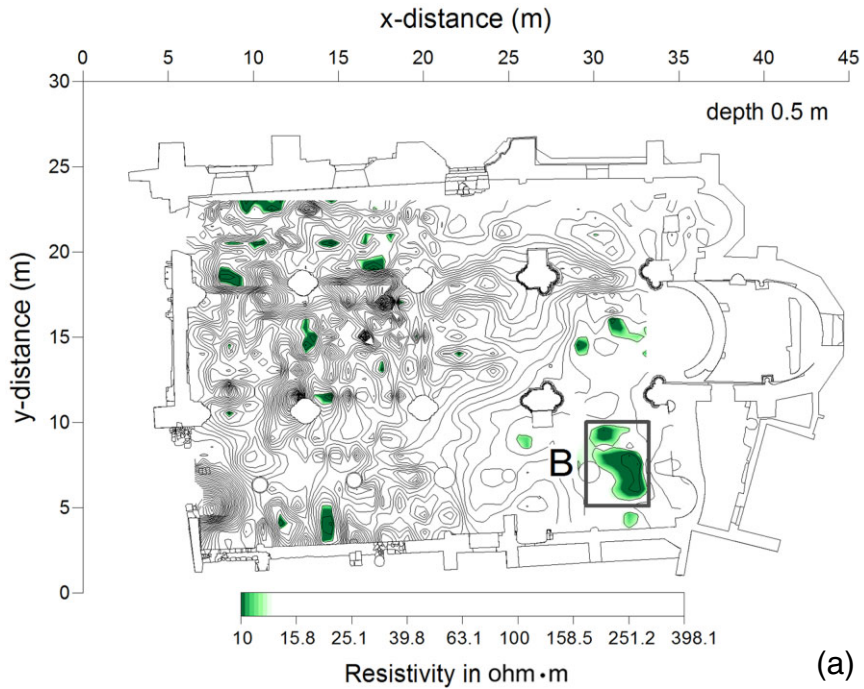 x-distance (m)
0 5 10 15 20 25 30 35 40 45
30
depth 0.5 m
25
20
y-distance (m)
15
10
B
5
0
10 15.8 25.1 39.8 63.1 100 158.5 251.2 398.1
Resistivity in ohm·m
(a)